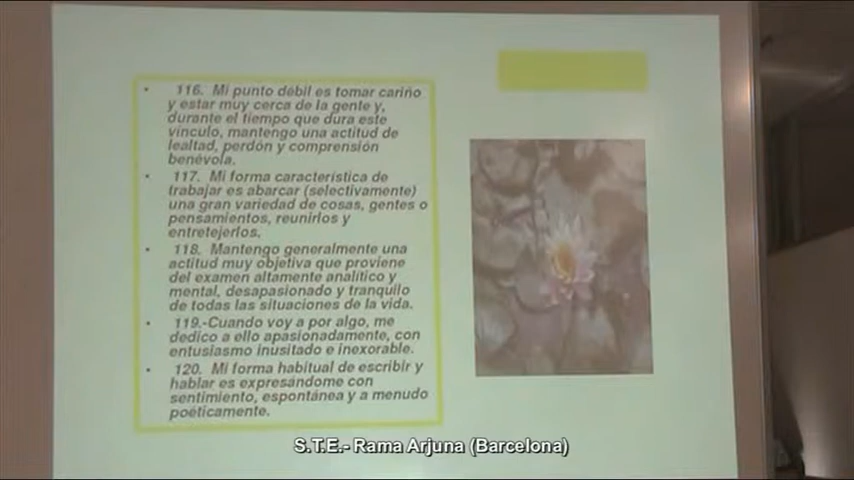 • 116. Mi punto débil es tomar cariño
y estar muy cerca de la gente y,
durante el tiempo que dura este
vínculo, mantengo una actitud de
lealtad, perdón y comprensión
benévola.
• 117. Mi forma característica de
trabajar es abarcar (selectivamente)
una gran variedad de cosas, gentes o
pensamientos, reunirlos y
entretejerlos.
• 118. Mantengo generalmente una
actitud muy objetiva que proviene
del examen altamente analítico y
mental, desapasionado y tranquilo
de todas las situaciones de la vida.
• 119.-Cuando voy a por algo, me
dedico a ello apasionadamente, con
entusiasmo inusitado e inexorable.
• 120. Mi forma habitual de escribir y
hablar es expresándome con
sentimiento, espontánea y a menudo
poéticamente.
S.T.E.- Rama Arjuna (Barcelona)